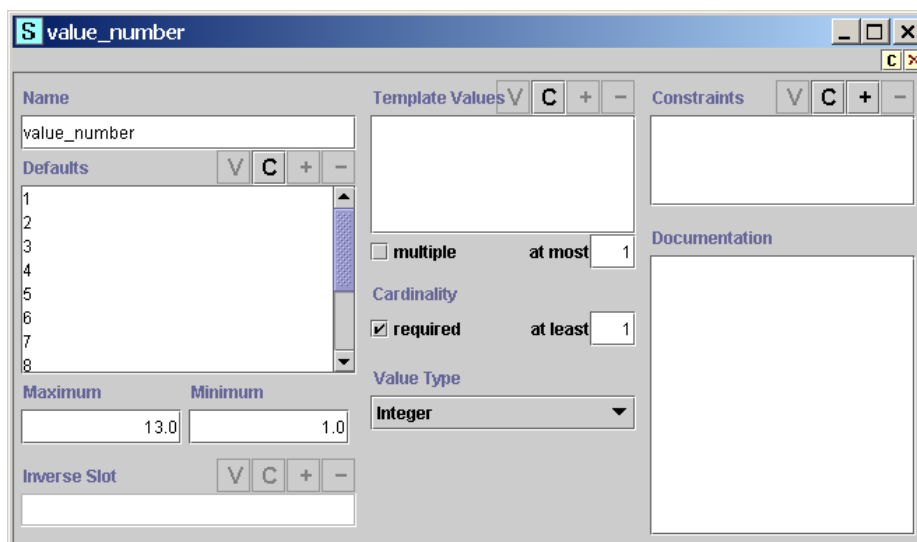 S value_number
C
Name
value_number
Defaults V C + −
1
2
3
4
5
6
7
8
Maximum Minimum
13.0 1.0
Inverse Slot V C + −
Template Values V C + −
multiple at most 1
Cardinality
required at least 1
Value Type
Integer
Constraints V C + −
Documentation